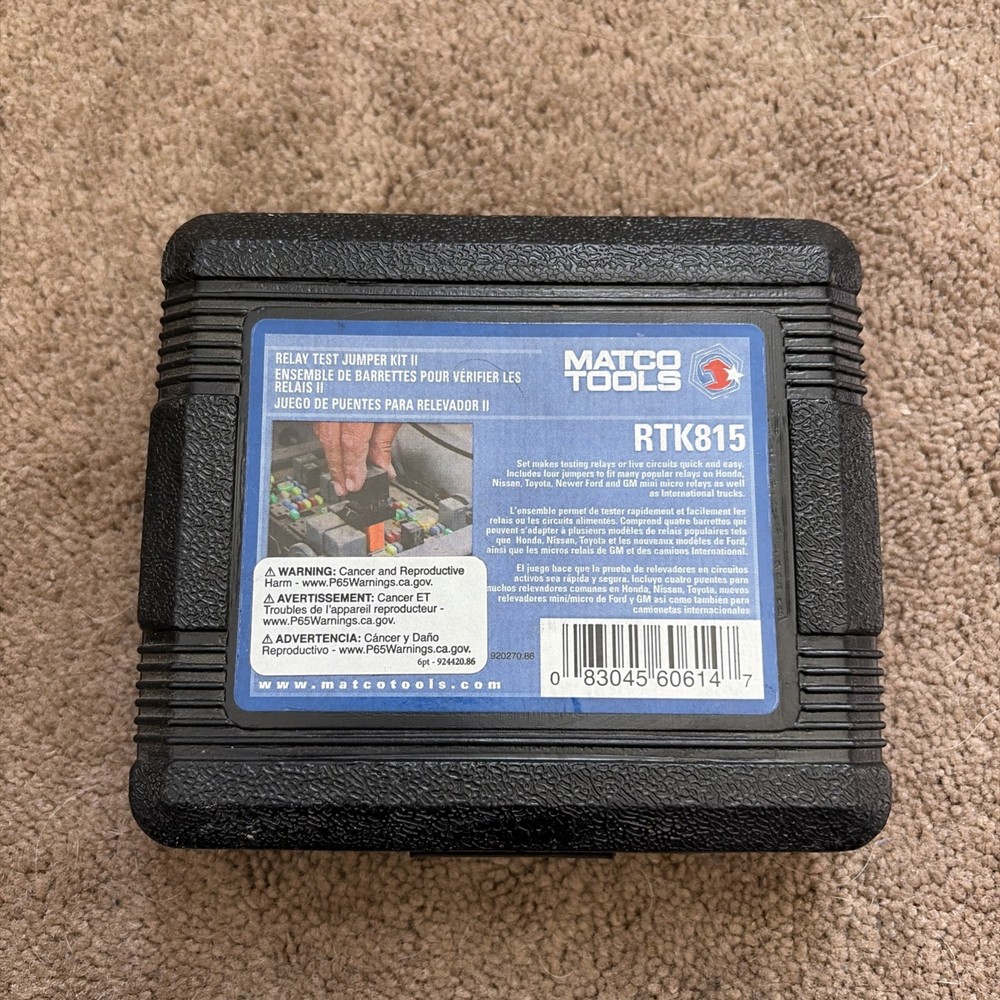 RELAY TEST JUMPER KIT II
ENSEMBLE DE BARRETTES POUR VÉRIFIER LES
RELAIS II
JUEGO DE PUENTES PARA RELEVADOR II
MATCO
TOOLS
RTK815
Set makes testing relays or live circuits quick and easy.
Includes four jumpers to fit many popular relays on Honda,
Nissan, Toyota, Newer Ford and GM mini micro relays as well
as International trucks.
L'ensemble permet de tester rapidement et facilement les
relais ou les circuits alimentés. Comprend quatre barrettes qui
peuvent s'adapter à plusieurs modèles de relais populaires tels
que Honda, Nissan, Toyota et les nouveaux modèles de Ford,
ainsi que les micros relais de GM et des camions International.
El juego hace que la prueba de relevadores en circuitos
activos sea rápida y segura. Incluye cuatro puentes para
muchos relevadores comunes en Honda, Nissan, Toyota, nuevos
relevadores mini/micro de Ford y GM asi como también para
camionetas internacionales
⚠ WARNING: Cancer and Reproductive
Harm - www.P65Warnings.ca.gov.
⚠ AVERTISSEMENT: Cancer ET
Troubles de l'appareil reproducteur -
www.P65Warnings.ca.gov.
⚠ ADVERTENCIA: Cáncer y Daño
Reproductivo - www.P65Warnings.ca.gov.
6pt - 924420.86
920270.86
www.matcotools.com
0 83045 60614 7